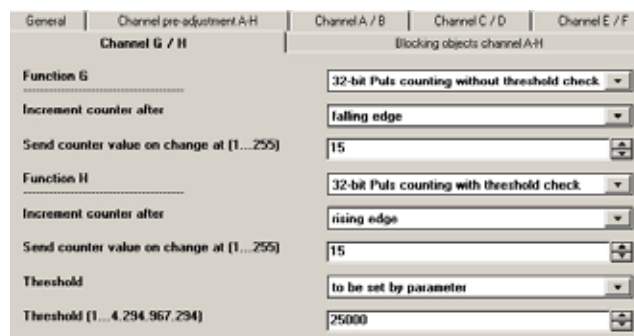 General Channel pre-adjustment A-H Channel A / B Channel C / D Channel E / F
Channel G / H Blocking objects channel A-H
Function G 32-bit Puls counting without threshold check
Increment counter after falling edge
Send counter value on change at (1...255) 15
Function H 32-bit Puls counting with threshold check
Increment counter after rising edge
Send counter value on change at (1...255) 15
Threshold to be set by parameter
Threshold (1...4.294.967.294) 25000